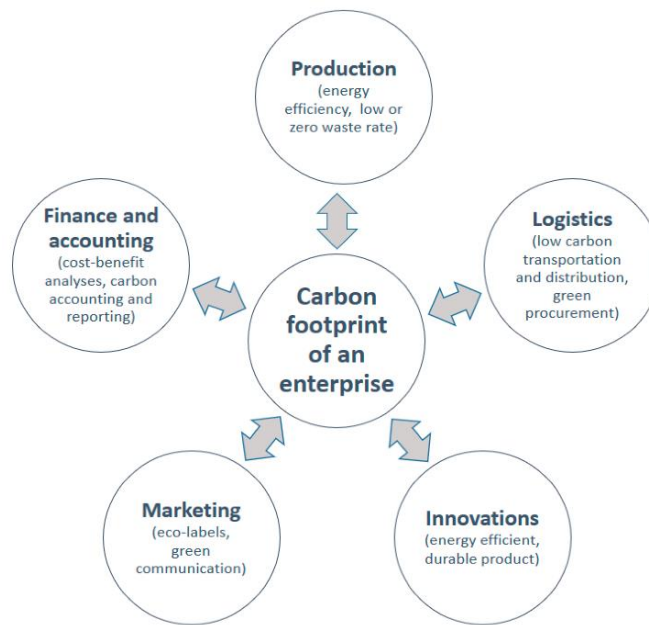 Production
(energy
efficiency, low or
zero waste rate)
Finance and
accounting
(cost-benefit
analyses, carbon
accounting and
reporting)
Logistics
(low carbon
transportation
and distribution,
green
procurement)
Carbon
footprint
of an
enterprise
Marketing
(eco-labels,
green
communication)
Innovations
(energy efficient,
durable product)